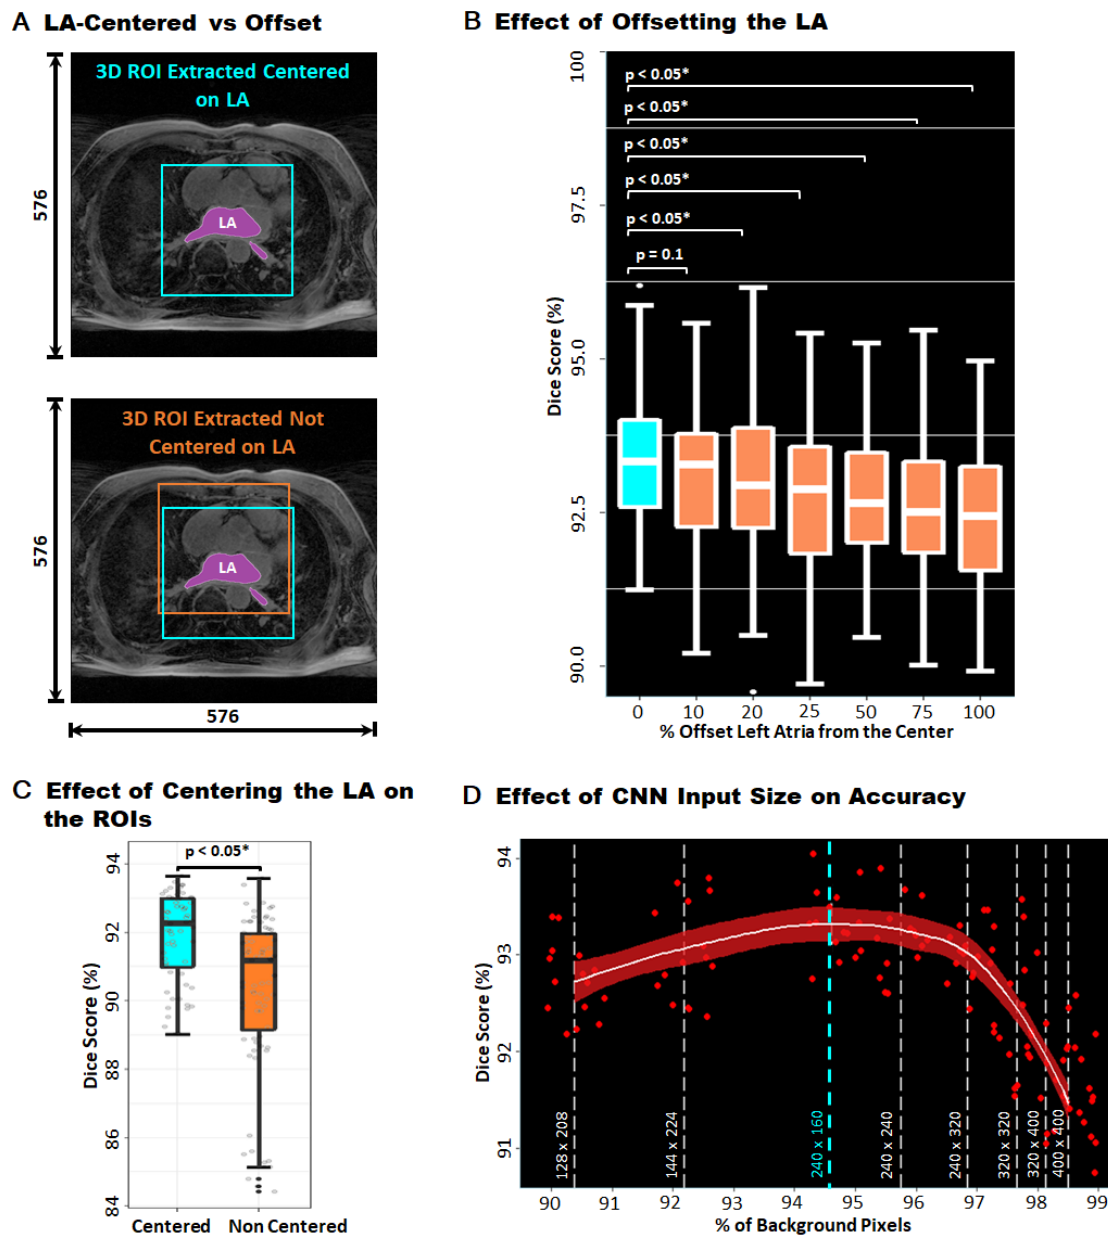 A LA-Centered vs Offset
3D ROI Extracted Centered
on LA
LA
576
3D ROI Extracted Not
Centered on LA
LA
576
576
B Effect of Offsetting the LA
p < 0.05*
p < 0.05*
p < 0.05*
p < 0.05*
p < 0.05*
p = 0.1
Dice Score (%)
100
97.5
95.0
92.5
90.0
0 10 20 25 50 75 100
% Offset Left Atria from the Center
C Effect of Centering the LA on
the ROIs
p < 0.05*
Dice Score (%)
94
92
90
88
86
84
Centered Non Centered
D Effect of CNN Input Size on Accuracy
Dice Score (%)
94
93
92
91
128 x 208
144 x 224
240 x 160
240 x 240
240 x 320
320 x 320
320 x 400
400 x 400
90 92 93 94 95 96 97 98 99
% of Background Pixels